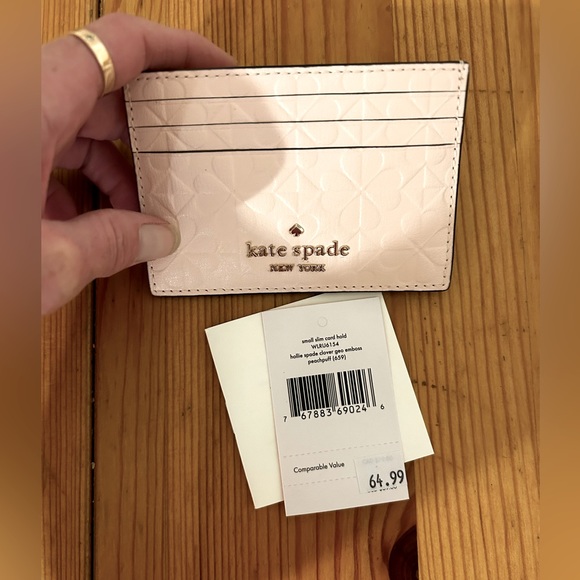 kate spade
NEW YORK
small slim card hold
WLRU6154
hollie spade clover geo emboss
peachpuff (659)
7 67883 69024 6
Comparable Value
64.99